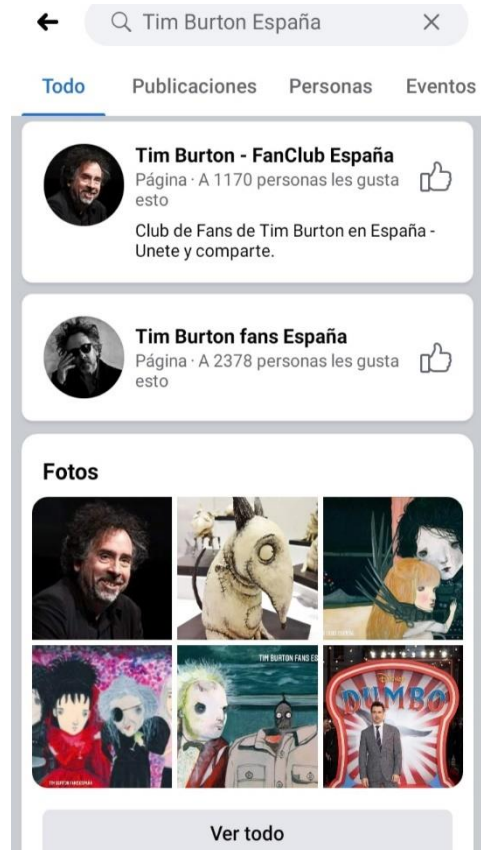 Tim Burton España
Todo Publicaciones Personas Eventos
Tim Burton - FanClub España
Página · A 1170 personas les gusta
esto
Club de Fans de Tim Burton en España -
Unete y comparte.
Tim Burton fans España
Página · A 2378 personas les gusta
esto
Fotos
TIM BURTON FANS ES
Disney
DUMBO
Ver todo